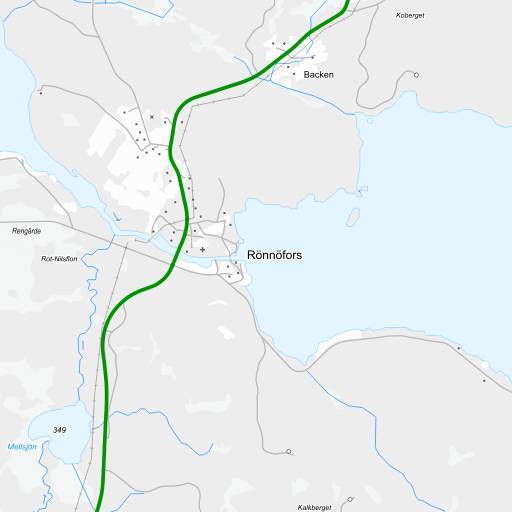 Koberget
Backen
Rengärde
Rot-Nilsflon
Rönnöfors
349
Mellsjön
Kalkberget